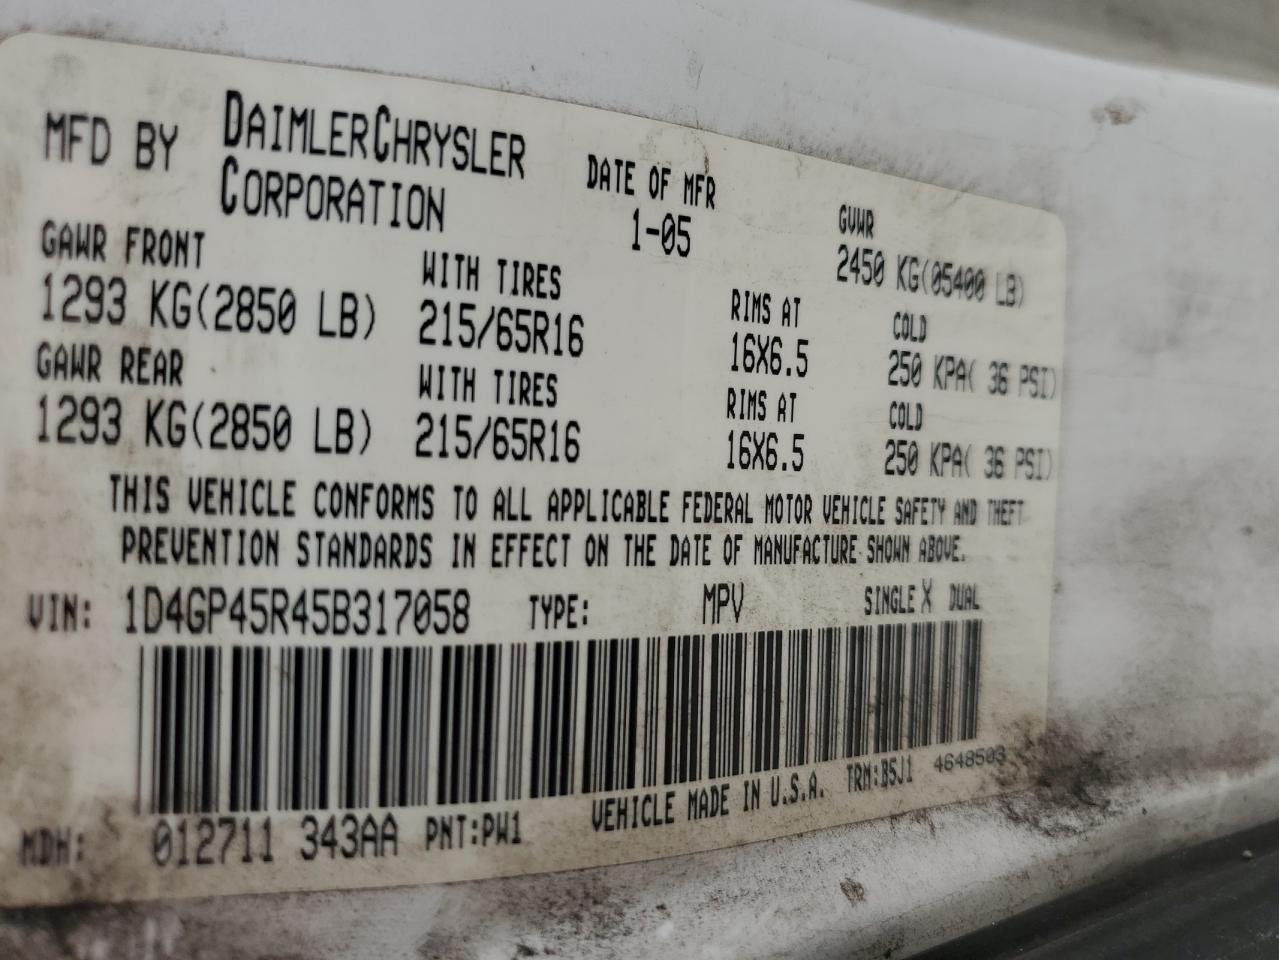 MFD BY DAIMLERCHRYSLER CORPORATION
DATE OF MFR 1-05
GVWR 2450 KG(05400 LB)
GAWR FRONT WITH TIRES RIMS AT COLD
1293 KG(2850 LB) 215/65R16 16X6.5 250 KPA( 36 PSI)
GAWR REAR WITH TIRES RIMS AT COLD
1293 KG(2850 LB) 215/65R16 16X6.5 250 KPA( 36 PSI)
THIS VEHICLE CONFORMS TO ALL APPLICABLE FEDERAL MOTOR VEHICLE SAFETY AND THEFT
PREVENTION STANDARDS IN EFFECT ON THE DATE OF MANUFACTURE SHOWN ABOVE.
VIN: 1D4GP45R45B317058 TYPE: MPV SINGLE X DUAL
MDH: 012711 343AA PNT:PW1 VEHICLE MADE IN U.S.A. TRM:B5J1 4648503